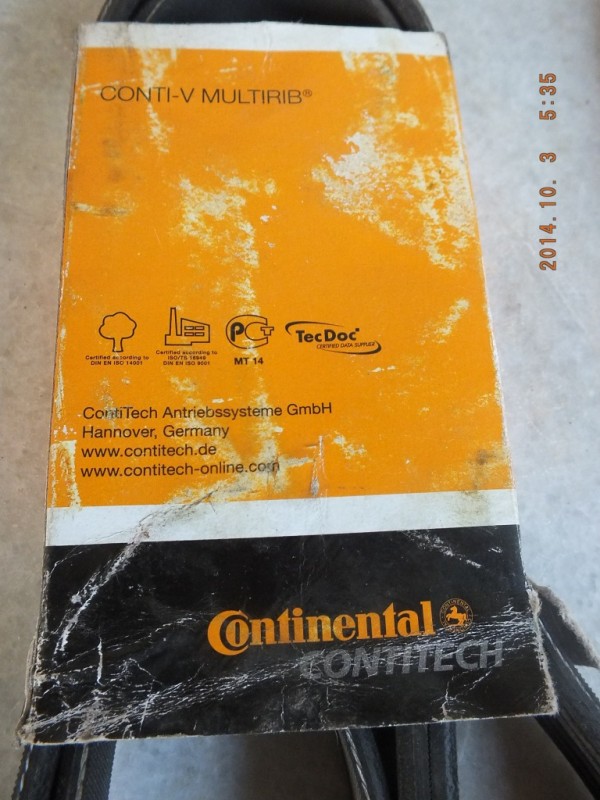 CONTI-V MULTIRIB®
Certified according to
DIN EN ISO 14001
Certified according to
ISO/TS 16949
DIN EN ISO 9001
PCT
MT 14
TecDoc
CERTIFIED DATA SUPPLIER
ContiTech Antriebssysteme GmbH
Hannover, Germany
www.contitech.de
www.contitech-online.com
Continental
CONTITECH
2014. 10. 3 5:35